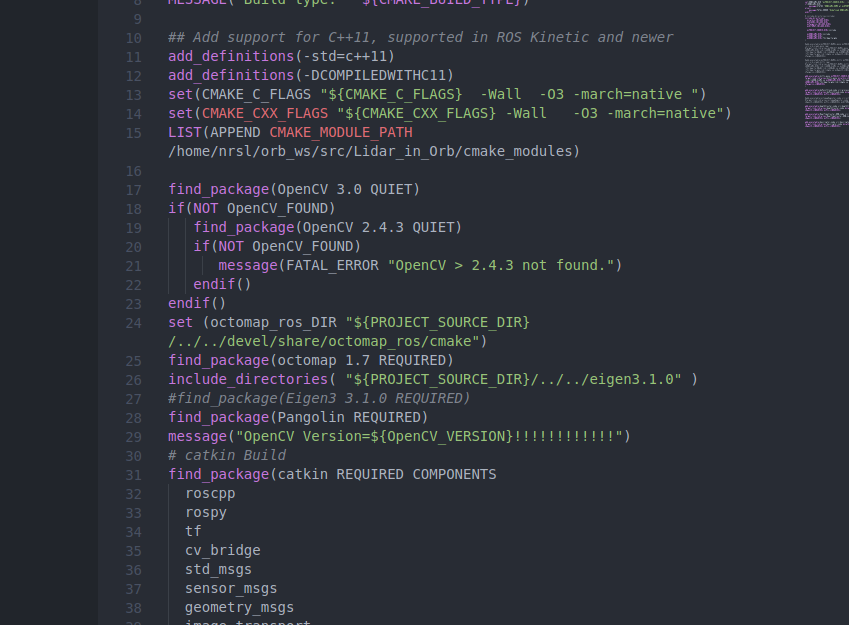 8 MESSAGE("Build type: " ${CMAKE_BUILD_TYPE})
9
10 ## Add support for C++11, supported in ROS Kinetic and newer
11 add_definitions(-std=c++11)
12 add_definitions(-DCOMPILEDWITHC11)
13 set(CMAKE_C_FLAGS "${CMAKE_C_FLAGS}  -Wall  -O3 -march=native ")
14 set(CMAKE_CXX_FLAGS "${CMAKE_CXX_FLAGS} -Wall   -O3 -march=native")
15 LIST(APPEND CMAKE_MODULE_PATH
/home/nrsl/orb_ws/src/Lidar_in_Orb/cmake_modules)
16
17 find_package(OpenCV 3.0 QUIET)
18 if(NOT OpenCV_FOUND)
19    find_package(OpenCV 2.4.3 QUIET)
20    if(NOT OpenCV_FOUND)
21       message(FATAL_ERROR "OpenCV > 2.4.3 not found.")
22    endif()
23 endif()
24 set (octomap_ros_DIR "${PROJECT_SOURCE_DIR}
/../../devel/share/octomap_ros/cmake")
25 find_package(octomap 1.7 REQUIRED)
26 include_directories( "${PROJECT_SOURCE_DIR}/../../eigen3.1.0" )
27 #find_package(Eigen3 3.1.0 REQUIRED)
28 find_package(Pangolin REQUIRED)
29 message("OpenCV Version=${OpenCV_VERSION}!!!!!!!!!!!!")
30 # catkin Build
31 find_package(catkin REQUIRED COMPONENTS
32   roscpp
33   rospy
34   tf
35   cv_bridge
36   std_msgs
37   sensor_msgs
38   geometry_msgs
39   image_transport